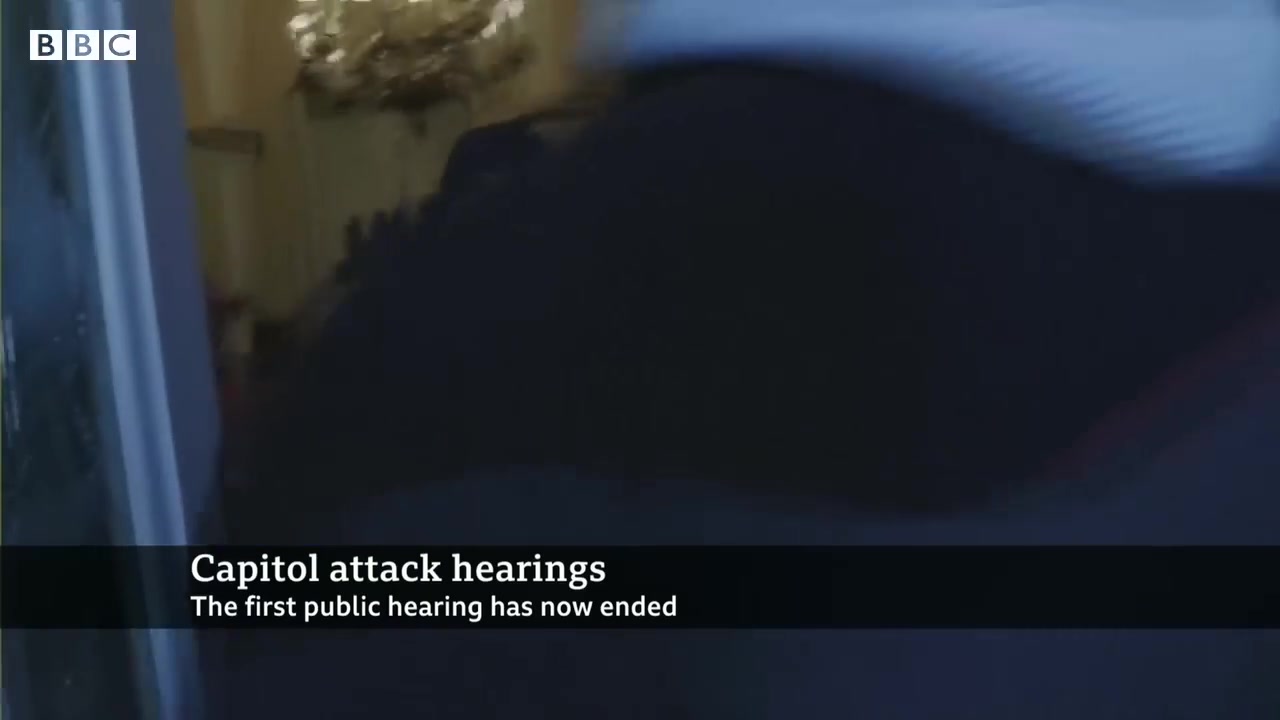 BBC
Capitol attack hearings
The first public hearing has now ended